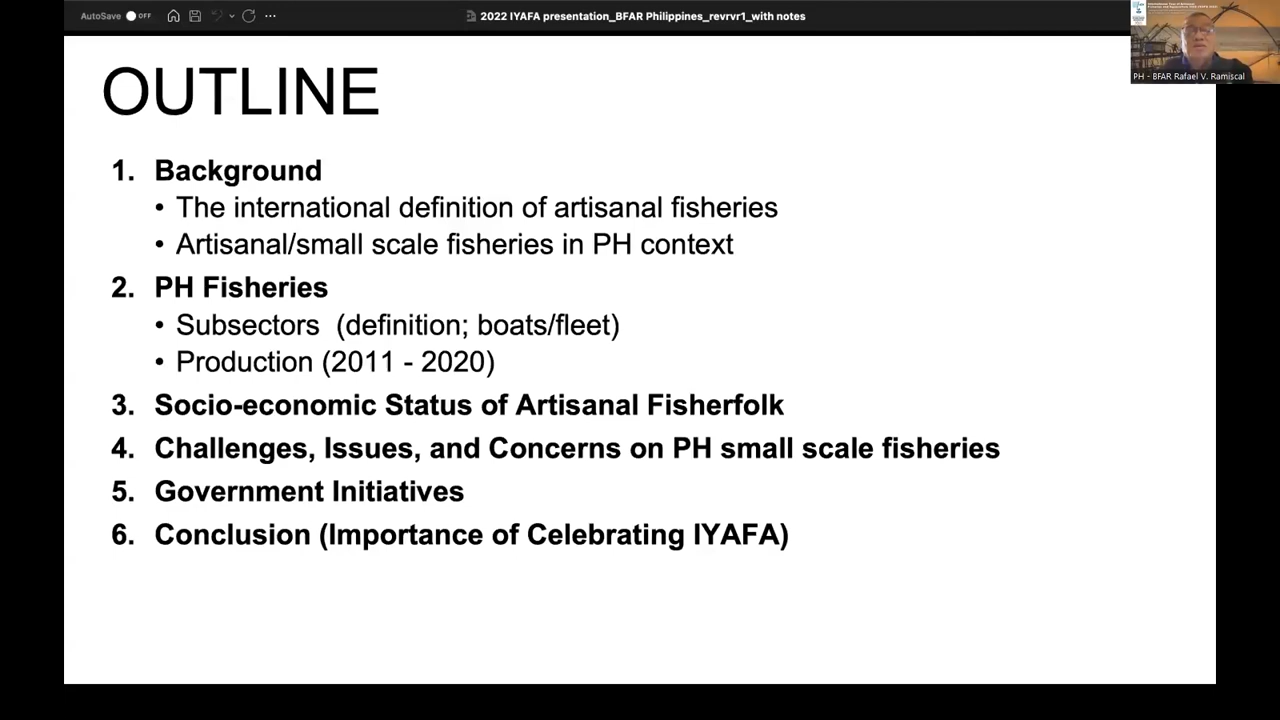 AutoSave OFF
2022 IYAFA presentation_BFAR Philippines_revrvr1_with notes
PH - BFAR Rafael V. Ramiscal
OUTLINE
1. Background
• The international definition of artisanal fisheries
• Artisanal/small scale fisheries in PH context
2. PH Fisheries
• Subsectors (definition; boats/fleet)
• Production (2011 - 2020)
3. Socio-economic Status of Artisanal Fisherfolk
4. Challenges, Issues, and Concerns on PH small scale fisheries
5. Government Initiatives
6. Conclusion (Importance of Celebrating IYAFA)